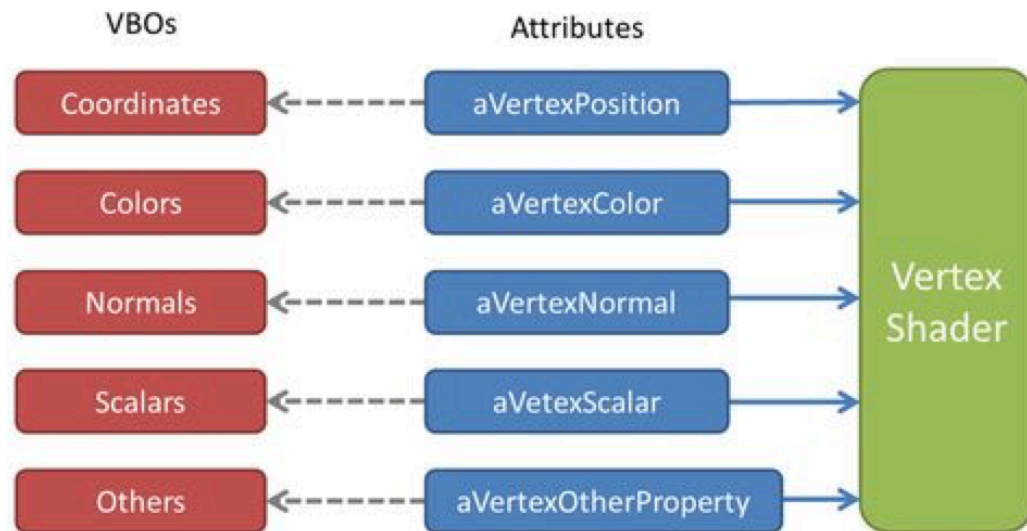 VBOs
Attributes
Coordinates
aVertexPosition
Colors
aVertexColor
Normals
aVertexNormal
Vertex
Shader
Scalars
aVetexScalar
Others
aVertexOtherProperty